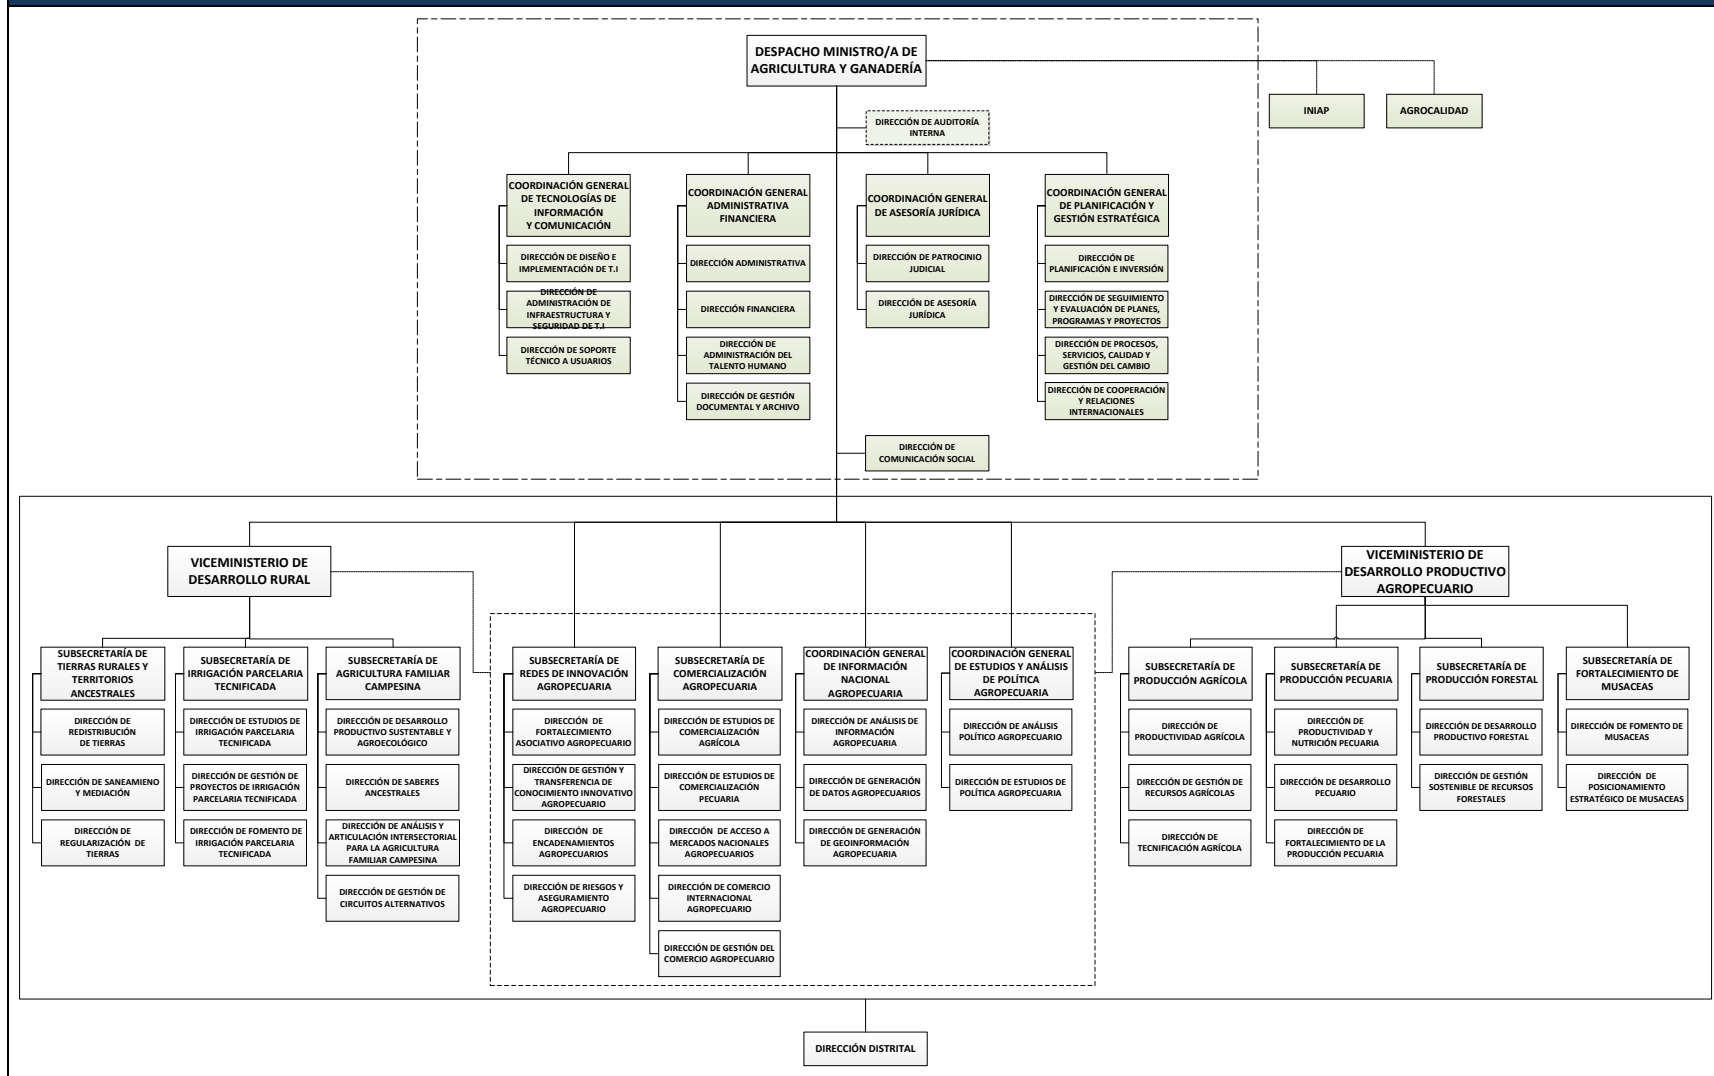 DESPACHO MINISTRO/A DE
AGRICULTURA Y GANADERÍA
INIAP
AGROCALIDAD
DIRECCIÓN DE AUDITORÍA
INTERNA
COORDINACIÓN GENERAL
DE TECNOLOGÍAS DE
INFORMACIÓN
Y COMUNICACIÓN
DIRECCIÓN DE DISEÑO E
IMPLEMENTACIÓN DE T.I
DIRECCIÓN DE
ADMINISTRACIÓN DE
INFRAESTRUCTURA Y
SEGURIDAD DE T.I
DIRECCIÓN DE SOPORTE
TÉCNICO A USUARIOS
COORDINACIÓN GENERAL
ADMINISTRATIVA
FINANCIERA
DIRECCIÓN ADMINISTRATIVA
DIRECCIÓN FINANCIERA
DIRECCIÓN DE
ADMINISTRACIÓN DEL
TALENTO HUMANO
DIRECCIÓN DE GESTIÓN
DOCUMENTAL Y ARCHIVO
COORDINACIÓN GENERAL
DE ASESORÍA JURÍDICA
DIRECCIÓN DE PATROCINIO
JUDICIAL
DIRECCIÓN DE ASESORÍA
JURÍDICA
COORDINACIÓN GENERAL
DE PLANIFICACIÓN Y
GESTIÓN ESTRATÉGICA
DIRECCIÓN DE
PLANIFICACIÓN E INVERSIÓN
DIRECCIÓN DE SEGUIMIENTO
Y EVALUACIÓN DE PLANES,
PROGRAMAS Y PROYECTOS
DIRECCIÓN DE PROCESOS,
SERVICIOS, CALIDAD Y
GESTIÓN DEL CAMBIO
DIRECCIÓN DE COOPERACIÓN
Y RELACIONES
INTERNACIONALES
DIRECCIÓN DE
COMUNICACIÓN SOCIAL
VICEMINISTERIO DE
DESARROLLO RURAL
VICEMINISTERIO DE
DESARROLLO PRODUCTIVO
AGROPECUARIO
SUBSECRETARÍA DE
TIERRAS RURALES Y
TERRITORIOS
ANCESTRALES
DIRECCIÓN DE
REDISTRIBUCIÓN
DE TIERRAS
DIRECCIÓN DE SANEAMIENO
Y MEDIACIÓN
DIRECCIÓN DE
REGULARIZACIÓN DE
TIERRAS
SUBSECRETARÍA DE
IRRIGACIÓN PARCELARIA
TECNIFICADA
DIRECCIÓN DE ESTUDIOS DE
IRRIGACIÓN PARCELARIA
TECNIFICADA
DIRECCIÓN DE GESTIÓN DE
PROYECTOS DE IRRIGACIÓN
PARCELARIA TECNIFICADA
DIRECCIÓN DE FOMENTO DE
IRRIGACIÓN PARCELARIA
TECNIFICADA
SUBSECRETARÍA DE
AGRICULTURA FAMILIAR
CAMPESINA
DIRECCIÓN DE DESARROLLO
PRODUCTIVO SUSTENTABLE Y
AGROECOLÓGICO
DIRECCIÓN DE SABERES
ANCESTRALES
DIRECCIÓN DE ANÁLISIS Y
ARTICULACIÓN INTERSECTORIAL
PARA LA AGRICULTURA
FAMILIAR CAMPESINA
DIRECCIÓN DE GESTIÓN DE
CIRCUITOS ALTERNATIVOS
SUBSECRETARÍA DE
REDES DE INNOVACIÓN
AGROPECUARIA
DIRECCIÓN DE
FORTALECIMIENTO
ASOCIATIVO AGROPECUARIO
DIRECCIÓN DE GESTIÓN Y
TRANSFERENCIA DE
CONOCIMIENTO INNOVATIVO
AGROPECUARIO
DIRECCIÓN DE
ENCADENAMIENTOS
AGROPECUARIOS
DIRECCIÓN DE RIESGOS Y
ASEGURAMIENTO
AGROPECUARIO
SUBSECRETARÍA DE
COMERCIALIZACIÓN
AGROPECUARIA
DIRECCIÓN DE ESTUDIOS DE
COMERCIALIZACIÓN
AGRÍCOLA
DIRECCIÓN DE ESTUDIOS DE
COMERCIALIZACIÓN
PECUARIA
DIRECCIÓN DE ACCESO A
MERCADOS NACIONALES
AGROPECUARIOS
DIRECCIÓN DE COMERCIO
INTERNACIONAL
AGROPECUARIO
DIRECCIÓN DE GESTIÓN DEL
COMERCIO AGROPECUARIO
COORDINACIÓN GENERAL
DE INFORMACIÓN
NACIONAL
AGROPECUARIA
DIRECCIÓN DE ANÁLISIS DE
INFORMACIÓN
AGROPECUARIA
DIRECCIÓN DE GENERACIÓN
DE DATOS AGROPECUARIOS
DIRECCIÓN DE GENERACIÓN
DE GEOINFORMACIÓN
AGROPECUARIA
COORDINACIÓN GENERAL
DE ESTUDIOS Y ANÁLISIS
DE POLÍTICA
AGROPECUARIA
DIRECCIÓN DE ANÁLISIS
POLÍTICO AGROPECUARIO
DIRECCIÓN DE ESTUDIOS DE
POLÍTICA AGROPECUARIA
SUBSECRETARÍA DE
PRODUCCIÓN AGRÍCOLA
DIRECCIÓN DE
PRODUCTIVIDAD AGRÍCOLA
DIRECCIÓN DE GESTIÓN DE
RECURSOS AGRÍCOLAS
DIRECCIÓN DE
TECNIFICACIÓN AGRÍCOLA
SUBSECRETARÍA DE
PRODUCCIÓN PECUARIA
DIRECCIÓN DE
PRODUCTIVIDAD Y
NUTRICIÓN PECUARIA
DIRECCIÓN DE DESARROLLO
PECUARIO
DIRECCIÓN DE
FORTALECIMIENTO DE LA
PRODUCCIÓN PECUARIA
SUBSECRETARÍA DE
PRODUCCIÓN FORESTAL
DIRECCIÓN DE DESARROLLO
PRODUCTIVO FORESTAL
DIRECCIÓN DE GESTIÓN
SOSTENIBLE DE RECURSOS
FORESTALES
SUBSECRETARÍA DE
FORTALECIMIENTO DE
MUSACEAS
DIRECCIÓN DE FOMENTO DE
MUSACEAS
DIRECCIÓN DE
POSICIONAMIENTO
ESTRATÉGICO DE MUSACEAS
DIRECCIÓN DISTRITAL